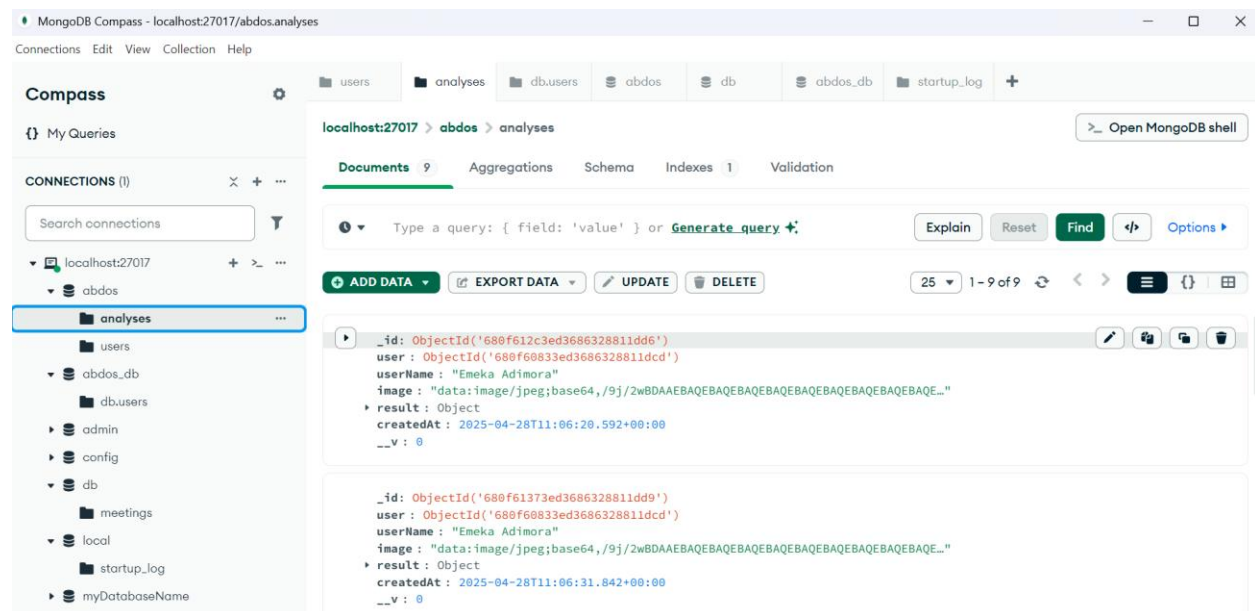 MongoDB Compass - localhost:27017/abdos.analyses
Connections Edit View Collection Help
Compass
{} My Queries
CONNECTIONS (1)
Search connections
localhost:27017
abdos
analyses
users
abdos_db
db.users
admin
config
db
meetings
local
startup_log
myDatabaseName
users analyses db.users abdos db abdos_db startup_log
localhost:27017 > abdos > analyses
>_ Open MongoDB shell
Documents 9 Aggregations Schema Indexes 1 Validation
Type a query: { field: 'value' } or Generate query
Explain Reset Find </> Options
ADD DATA EXPORT DATA UPDATE DELETE
25 1 – 9 of 9 {}
_id: ObjectId('680f612c3ed3686328811dd6')
user : ObjectId('680f60833ed3686328811dcd')
userName : "Emeka Adimora"
image : "data:image/jpeg;base64,/9j/2wBDAAEBAQEBAQEBAQEBAQEBAQEBAQEBAQEBAQEBAQE…"
result : Object
createdAt : 2025-04-28T11:06:20.592+00:00
__v : 0
_id: ObjectId('680f61373ed3686328811dd9')
user : ObjectId('680f60833ed3686328811dcd')
userName : "Emeka Adimora"
image : "data:image/jpeg;base64,/9j/2wBDAAEBAQEBAQEBAQEBAQEBAQEBAQEBAQEBAQEBAQE…"
result : Object
createdAt : 2025-04-28T11:06:31.842+00:00
__v : 0